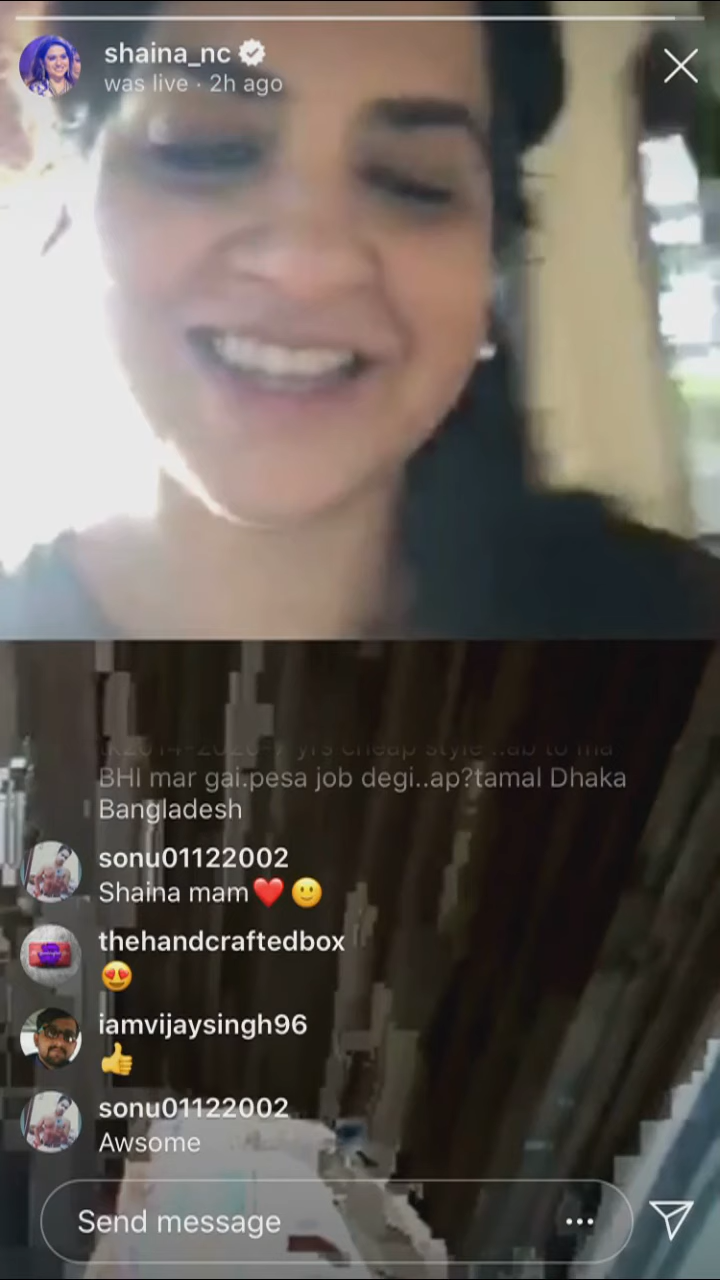 shaina_nc
was live · 2h ago
BHI mar gai.pesa job degi..ap?tamal Dhaka
Bangladesh
sonu01122002
Shaina mam❤️🙂
thehandcraftedbox
😍
iamvijaysingh96
👍
sonu01122002
Awsome
Send message